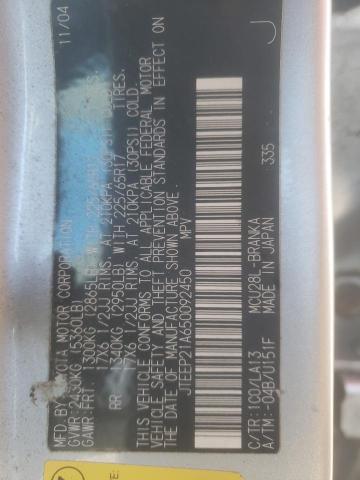 MFD. BY: TOYOTA MOTOR CORPORATION 11/04
GVWR: 2430KG (5360LB)
GAWR: FRT. 1300KG (2865LB) WITH 225/65R17 TIRES,
17X6 1/2JJ RIMS, AT 210KPA (30PSI) COLD.
RR 1340KG (2950LB) WITH 225/65R17 TIRES,
17X6 1/2JJ RIMS, AT 210KPA (30PSI) COLD.
THIS VEHICLE CONFORMS TO ALL APPLICABLE FEDERAL MOTOR
VEHICLE SAFETY AND THEFT PREVENTION STANDARDS IN EFFECT
ON THE DATE OF MANUFACTURE SHOWN ABOVE.
JTEEP21A650092450 MPV
C/TR:1C0/LA13 MCU28L-BRANKA 335
A/TM:-04B/U151F MADE IN JAPAN
J
E: